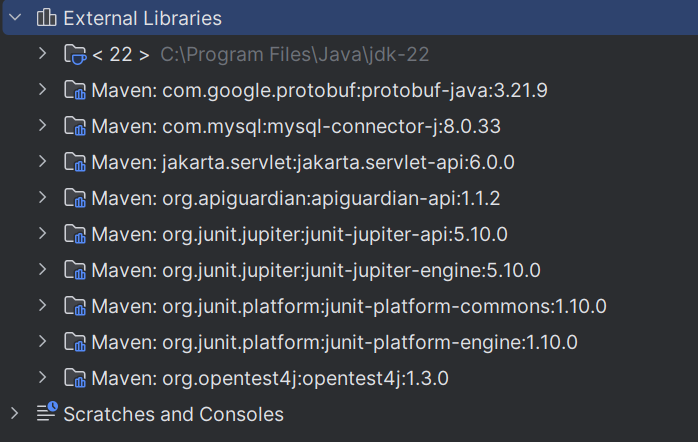 External Libraries
< 22 > C:\Program Files\Java\jdk-22
Maven: com.google.protobuf:protobuf-java:3.21.9
Maven: com.mysql:mysql-connector-j:8.0.33
Maven: jakarta.servlet:jakarta.servlet-api:6.0.0
Maven: org.apiguardian:apiguardian-api:1.1.2
Maven: org.junit.jupiter:junit-jupiter-api:5.10.0
Maven: org.junit.jupiter:junit-jupiter-engine:5.10.0
Maven: org.junit.platform:junit-platform-commons:1.10.0
Maven: org.junit.platform:junit-platform-engine:1.10.0
Maven: org.opentest4j:opentest4j:1.3.0
Scratches and Consoles